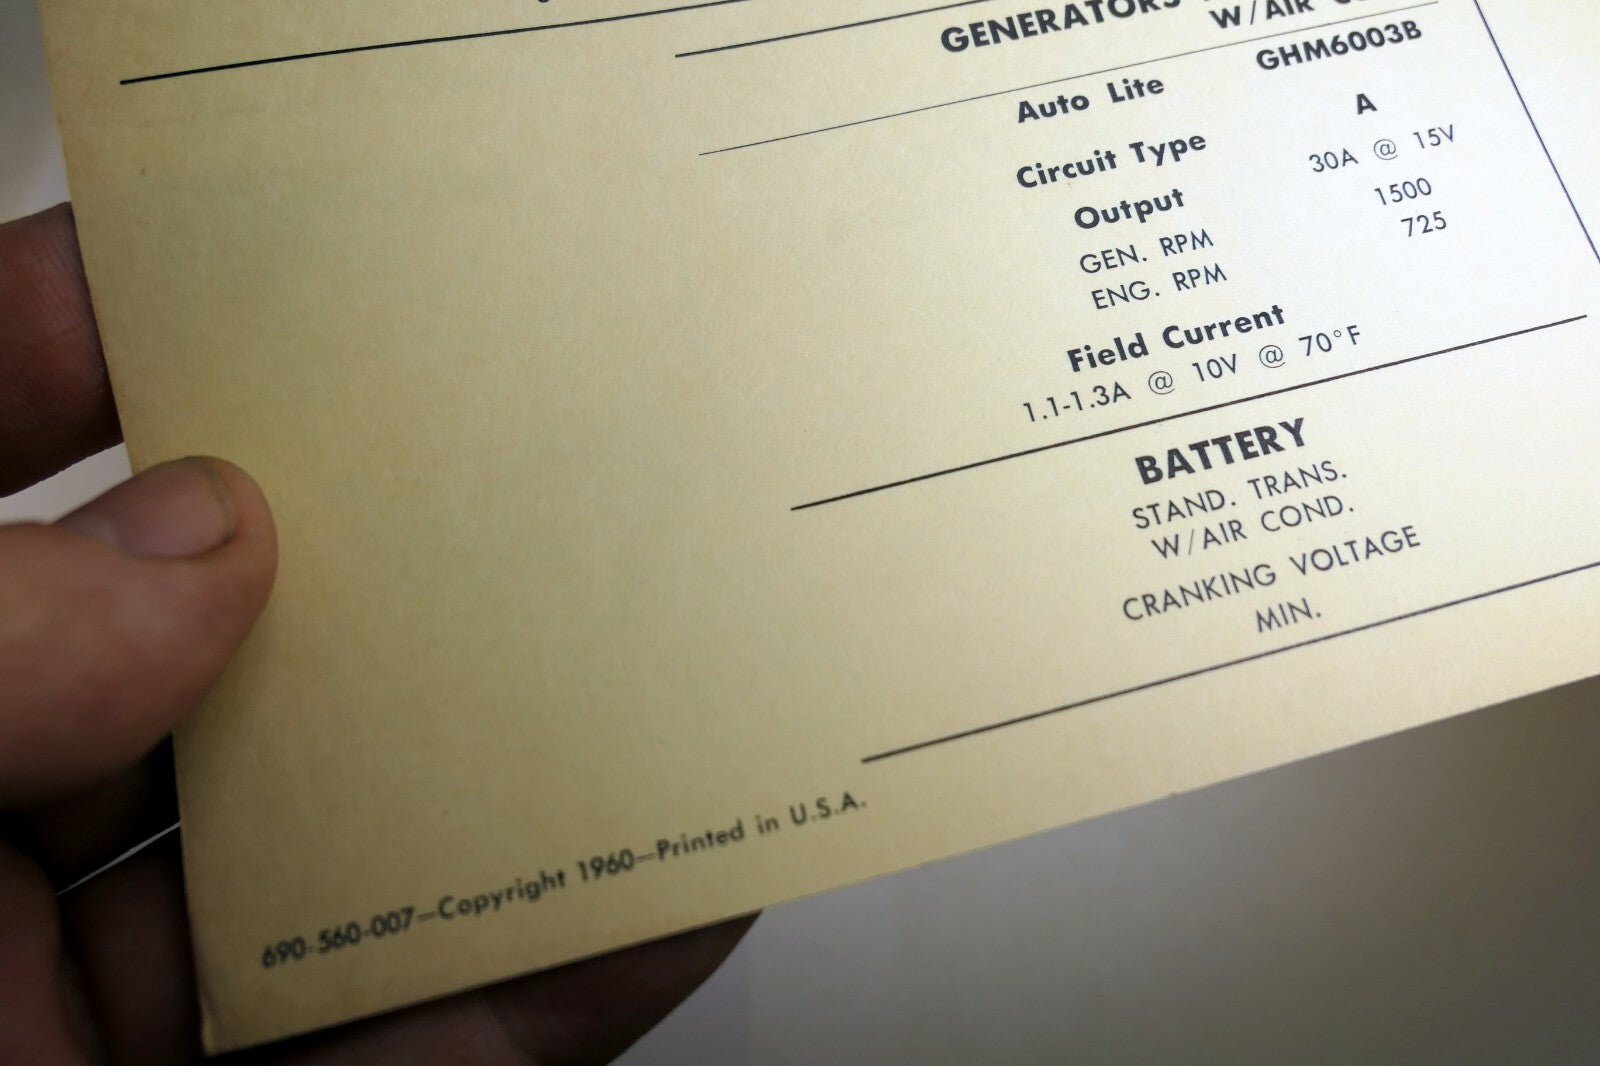 GENERATORS
W/AIR
Auto Lite GHM6003B
Circuit Type A
Output 30A @ 15V
GEN. RPM 1500
ENG. RPM 725
Field Current
1.1-1.3A @ 10V @ 70°F
BATTERY
STAND. TRANS.
W/AIR COND.
CRANKING VOLTAGE
MIN.
690-560-007—Copyright 1960—Printed in U.S.A.